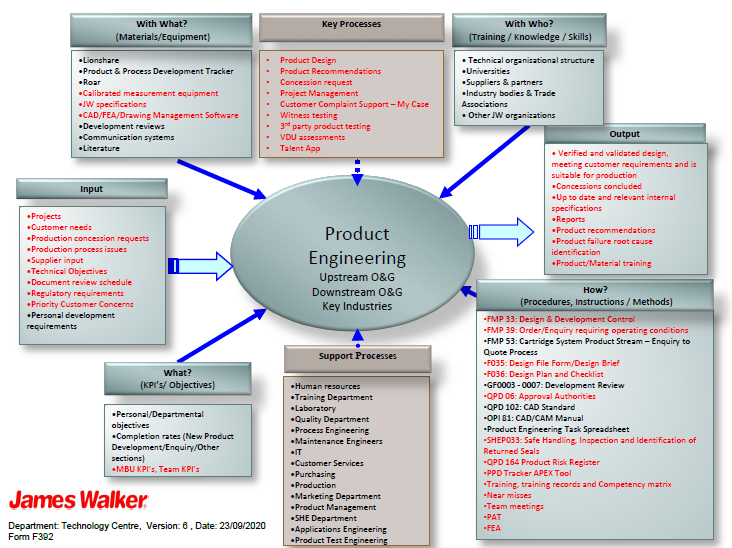 With What?
(Materials/Equipment)
•Lionshare
•Product & Process Development Tracker
•Roar
•Calibrated measurement equipment
•JW specifications
•CAD/FEA/Drawing Management Software
•Development reviews
•Communication systems
•Literature
Key Processes
• Product Design
• Product Recommendations
• Concession request
• Project Management
• Customer Complaint Support – My Case
• Witness testing
• 3rd party product testing
• VDU assessments
• Talent App
With Who?
(Training / Knowledge / Skills)
• Technical organisational structure
•Universities
•Suppliers & partners
•Industry bodies & Trade
Associations
• Other JW organizations
Output
• Verified and validated design,
meeting customer requirements and is
suitable for production
•Concessions concluded
•Up to date and relevant internal
specifications
•Reports
•Product recommendations
•Product failure root cause
identification
•Product/Material training
Input
•Projects
•Customer needs
•Production concession requests
•Production process issues
•Supplier input
•Technical Objectives
•Document review schedule
•Regulatory requirements
•Priority Customer Concerns
•Personal development
requirements
Product
Engineering
Upstream O&G
Downstream O&G
Key Industries
How?
(Procedures, Instructions / Methods)
•FMP 33: Design & Development Control
•FMP 39: Order/Enquiry requiring operating conditions
•FMP 53: Cartridge System Product Stream – Enquiry to
Quote Process
•F035: Design File Form/Design Brief
•F036: Design Plan and Checklist
•GF0003 - 0007: Development Review
•QPD 06: Approval Authorities
•QPD 102: CAD Standard
•OPI 81: CAD/CAM Manual
•Product Engineering Task Spreadsheet
•SHEP033: Safe Handling, Inspection and Identification of
Returned Seals
•QPD 164 Product Risk Register
•PPD Tracker APEX Tool
•Training, training records and Competency matrix
•Near misses
•Team meetings
•PAT
•FEA
What?
(KPI's/ Objectives)
•Personal/Departmental
objectives
•Completion rates (New Product
Development/Enquiry/Other
sections)
•MBU KPI's, Team KPI's
Support Processes
•Human resources
•Training Department
•Laboratory
•Quality Department
•Process Engineering
•Maintenance Engineers
•IT
•Customer Services
•Purchasing
•Production
•Marketing Department
•Product Management
•SHE Department
•Applications Engineering
•Product Test Engineering
James Walker
Department: Technology Centre, Version: 6 , Date: 23/09/2020
Form F392